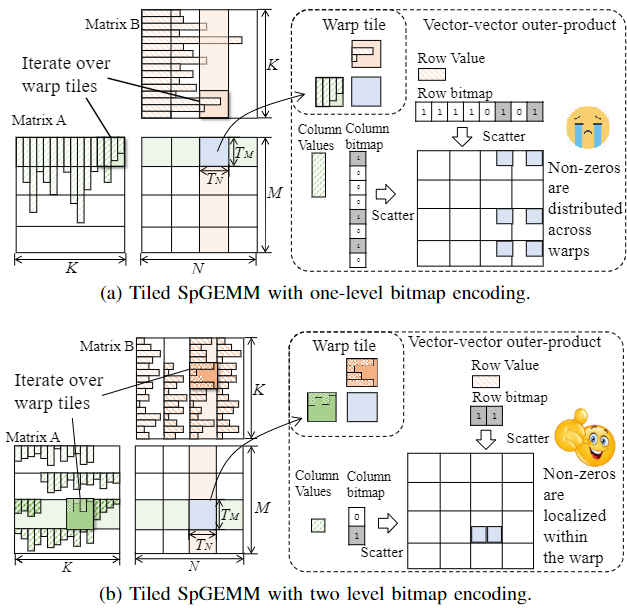 Matrix B
Iterate over
warp tiles
Matrix A
K
K
T_M
T_N
M
N
Warp tile
Vector-vector outer-product
Row Value
Row bitmap
1 1 1 1 0 1 0 1
Scatter
Column
Values
Column
bitmap
1
0
0
0
1
0
1
0
Scatter
Non-zeros
are
distributed
across
warps
(a) Tiled SpGEMM with one-level bitmap encoding.
Matrix B
Iterate over
warp tiles
Matrix A
K
K
T_M
T_N
M
N
Warp tile
Vector-vector outer-product
Row Value
Row bitmap
1 1
Scatter
Column
Values
Column
bitmap
0
1
Scatter
Non-zeros
are
localized
within
the warp
(b) Tiled SpGEMM with two level bitmap encoding.